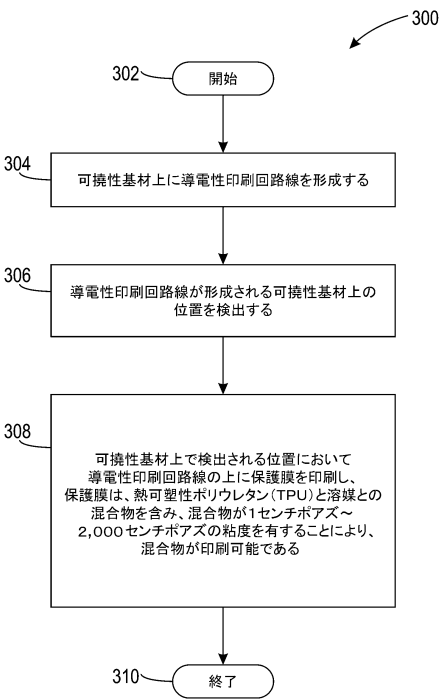 300
302
開始
304
可撓性基材上に導電性印刷回路線を形成する
306
導電性印刷回路線が形成される可撓性基材上の
位置を検出する
308
可撓性基材上で検出される位置において
導電性印刷回路線の上に保護膜を印刷し、
保護膜は、熱可塑性ポリウレタン(TPU)と溶媒との
混合物を含み、混合物が1センチポアズ~
2,000センチポアズの粘度を有することにより、
混合物が印刷可能である
310
終了